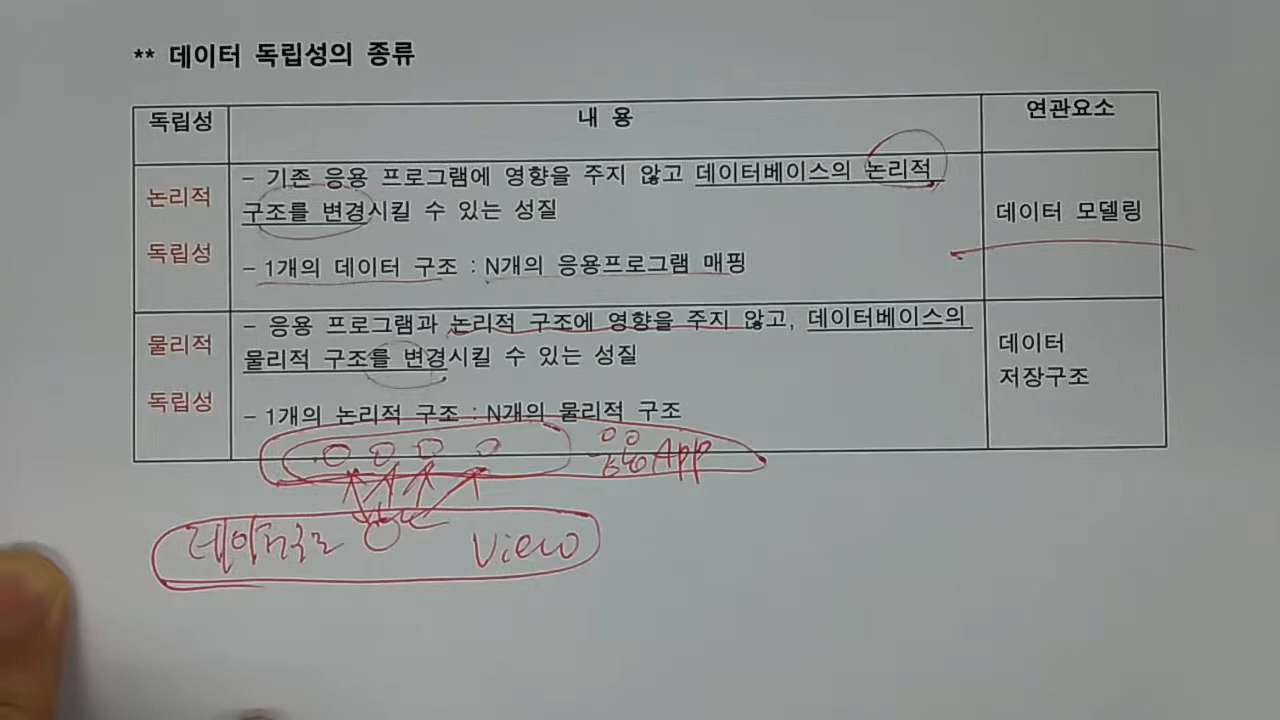 ** 데이터 독립성의 종류
독립성
내 용
연관요소
논리적
독립성
- 기존 응용 프로그램에 영향을 주지 않고 데이터베이스의 논리적
구조를 변경시킬 수 있는 성질
- 1개의 데이터 구조 : N개의 응용프로그램 매핑
데이터 모델링
물리적
독립성
- 응용 프로그램과 논리적 구조에 영향을 주지 않고, 데이터베이스의
물리적 구조를 변경시킬 수 있는 성질
- 1개의 논리적 구조 : N개의 물리적 구조
데이터
저장구조
응용App
데이터구조
View